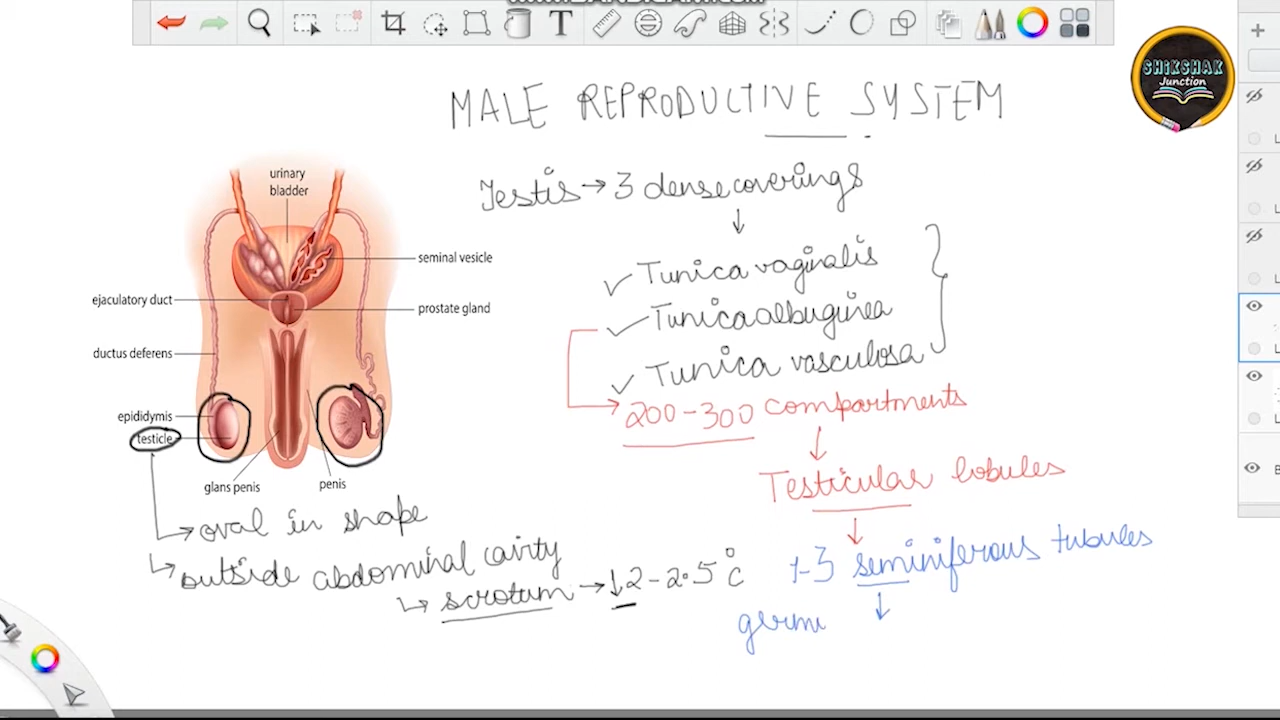 SHIKSHAK
Junction
MALE REPRODUCTIVE SYSTEM
urinary
bladder
seminal vesicle
ejaculatory duct
prostate gland
ductus deferens
epididymis
testicle
glans penis
penis
Testis → 3 dense coverings
↓
✓ Tunica vaginalis
✓ Tunica albuginea
✓ Tunica vasculosa
→ 200-300 compartments
↓
Testicular lobules
↓
1-3 seminiferous tubules
↓
germi
→ oval in shape
→ outside abdominal cavity
→ scrotum → ↓2-2.5°c